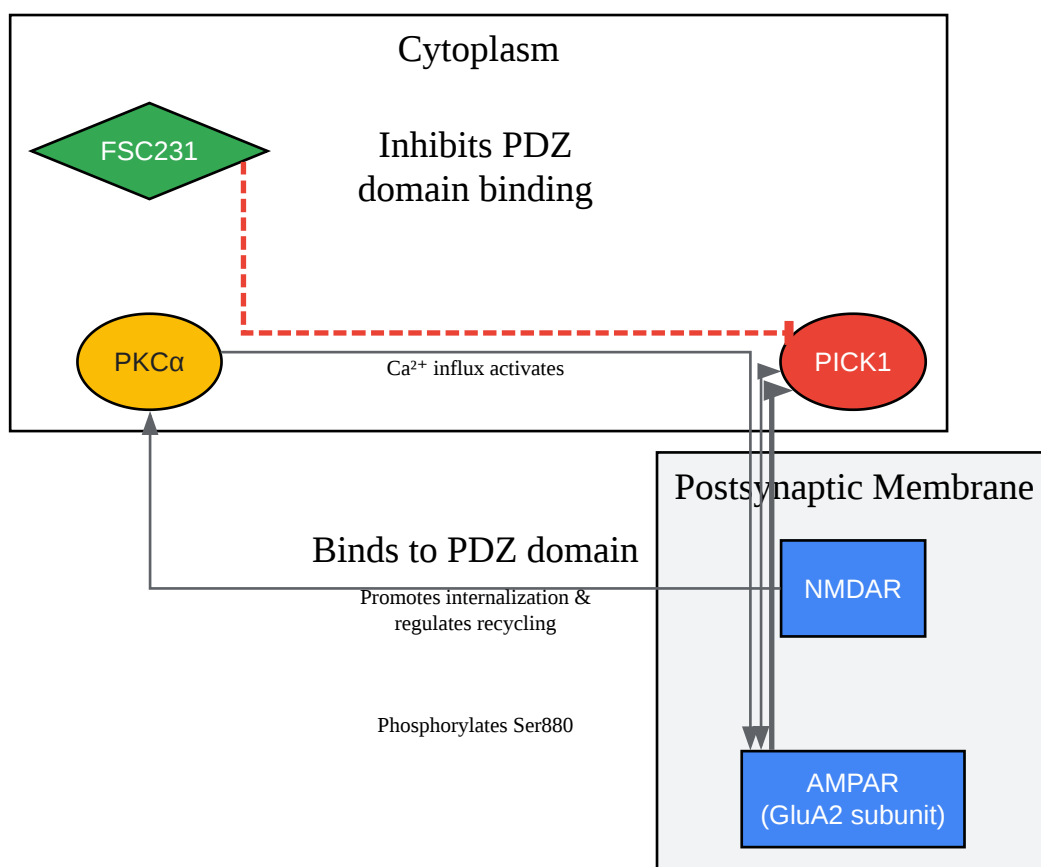 Cytoplasm
FSC231
Inhibits PDZ
domain binding
PKCα
Ca²⁺ influx activates
PICK1
Postsynaptic Membrane
Binds to PDZ domain
NMDAR
Promotes internalization &
regulates recycling
Phosphorylates Ser880
AMPAR
(GluA2 subunit)